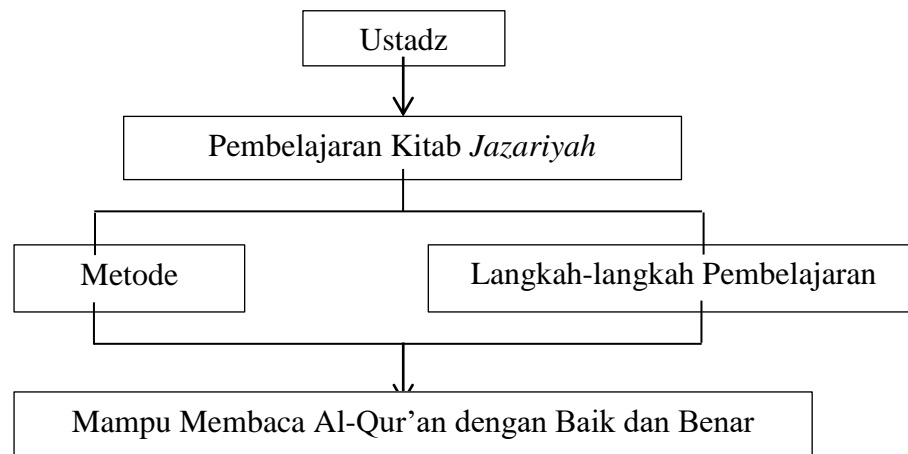 Ustadz
Pembelajaran Kitab Jazariyah
Metode
Langkah-langkah Pembelajaran
Mampu Membaca Al-Qur’an dengan Baik dan Benar